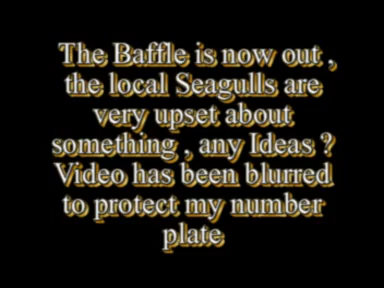 The Baffle is now out ,
the local Seagulls are
very upset about
something , any Ideas ?
Video has been blurred
to protect my number
plate